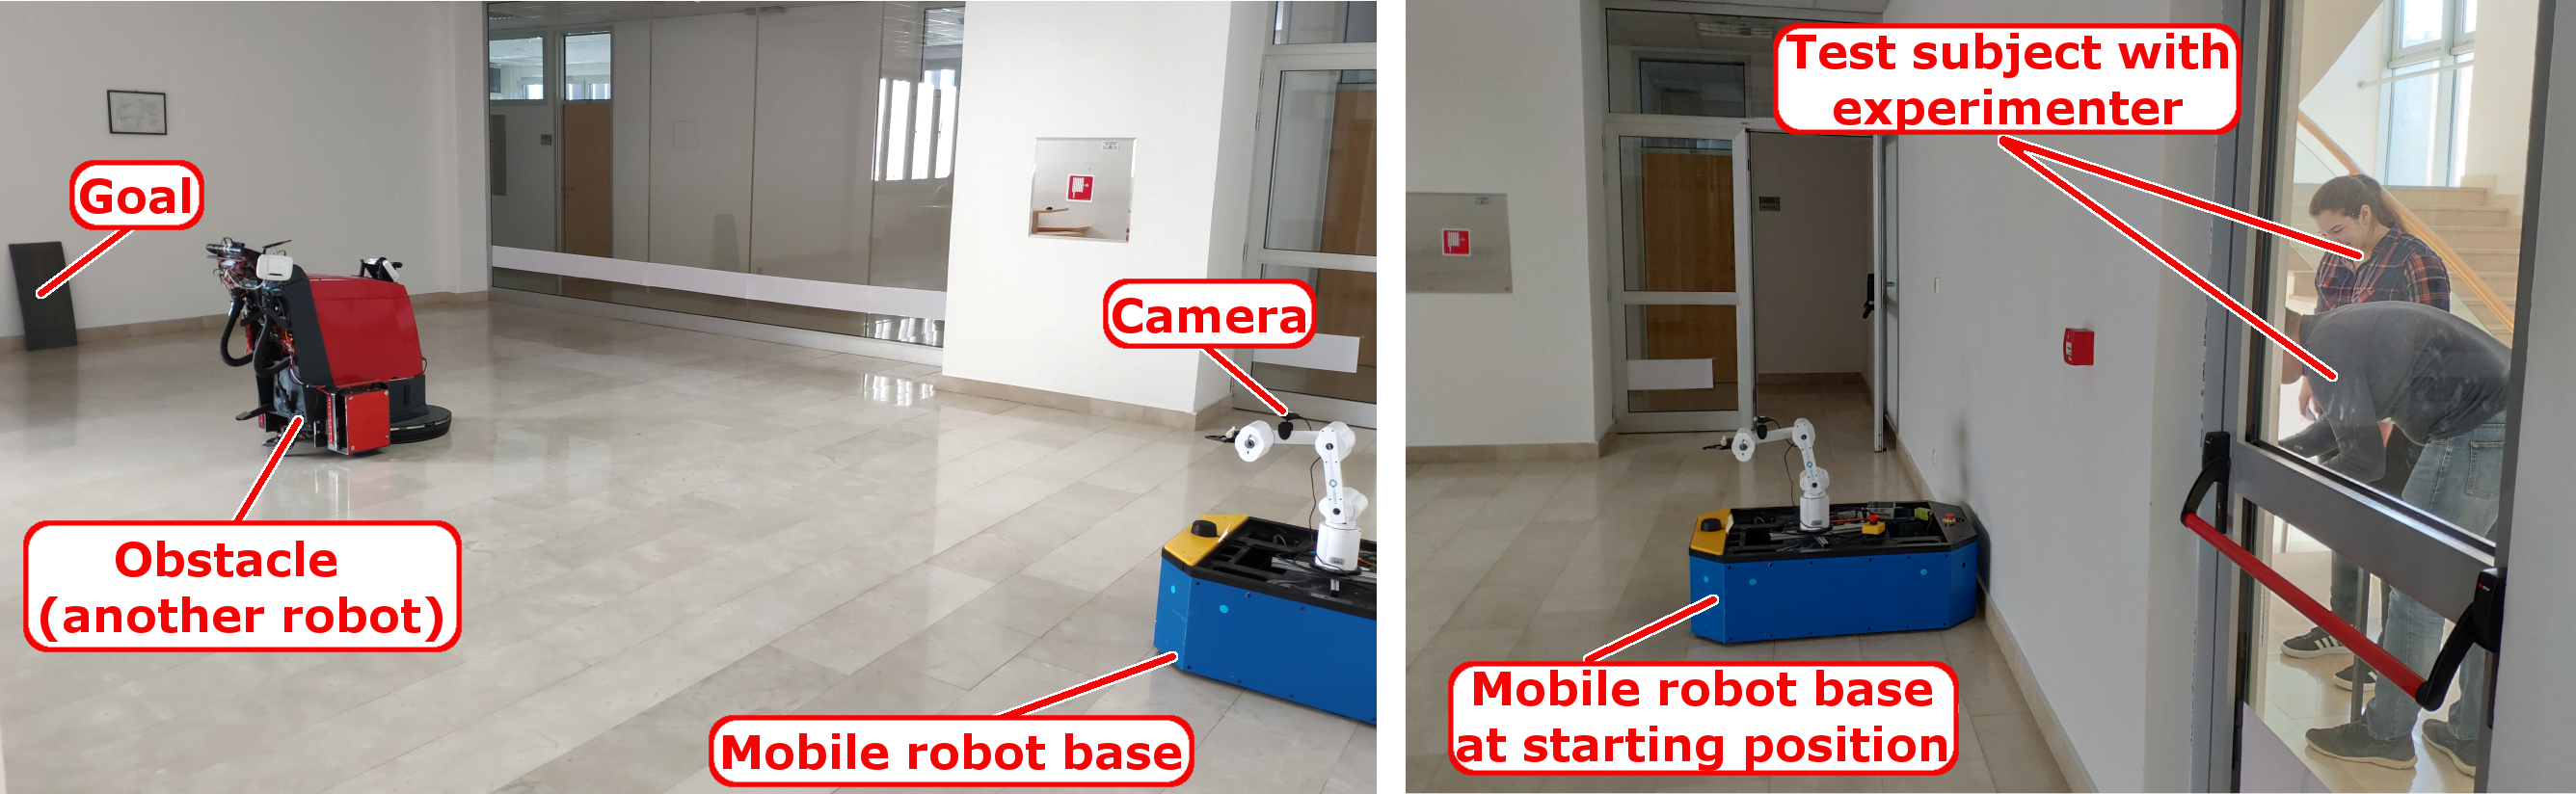 Goal
Camera
Obstacle
(another robot)
Mobile robot base
Test subject with
experimenter
Mobile robot base
at starting position